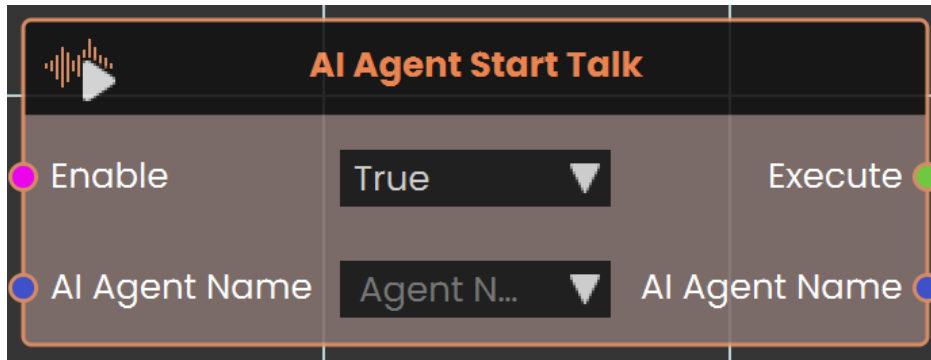 AI Agent Start Talk
Enable True Execute
AI Agent Name Agent N... AI Agent Name